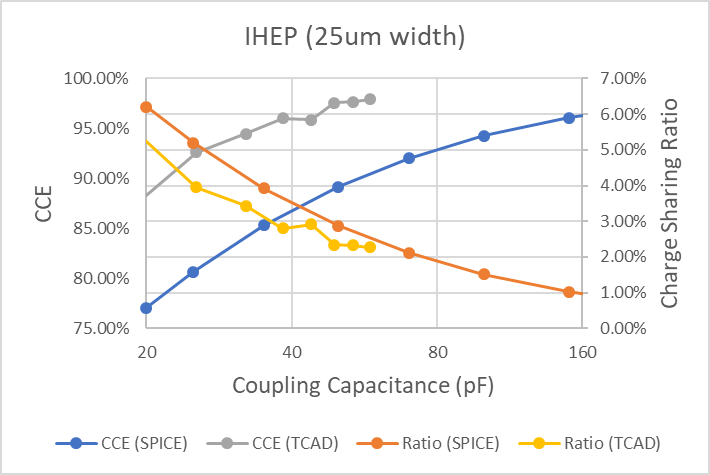 IHEP (25um width)
100.00%
95.00%
90.00%
85.00%
80.00%
75.00%
CCE
7.00%
6.00%
5.00%
4.00%
3.00%
2.00%
1.00%
0.00%
Charge Sharing Ratio
20 40 80 160
Coupling Capacitance (pF)
CCE (SPICE) CCE (TCAD) Ratio (SPICE) Ratio (TCAD)